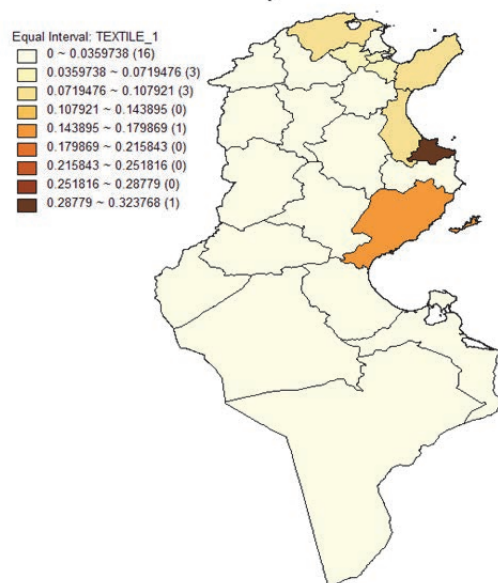 Equal Interval: TEXTILE_1
0 ~ 0.0359738 (16)
0.0359738 ~ 0.0719476 (3)
0.0719476 ~ 0.107921 (3)
0.107921 ~ 0.143895 (0)
0.143895 ~ 0.179869 (1)
0.179869 ~ 0.215843 (0)
0.215843 ~ 0.251816 (0)
0.251816 ~ 0.28779 (0)
0.28779 ~ 0.323768 (1)